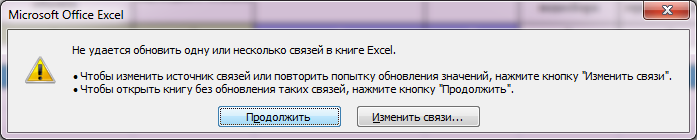 Microsoft Office Excel
Не удается обновить одну или несколько связей в книге Excel.
• Чтобы изменить источник связей или повторить попытку обновления значений, нажмите кнопку "Изменить связи".
• Чтобы открыть книгу без обновления таких связей, нажмите кнопку "Продолжить".
Продолжить Изменить связи...